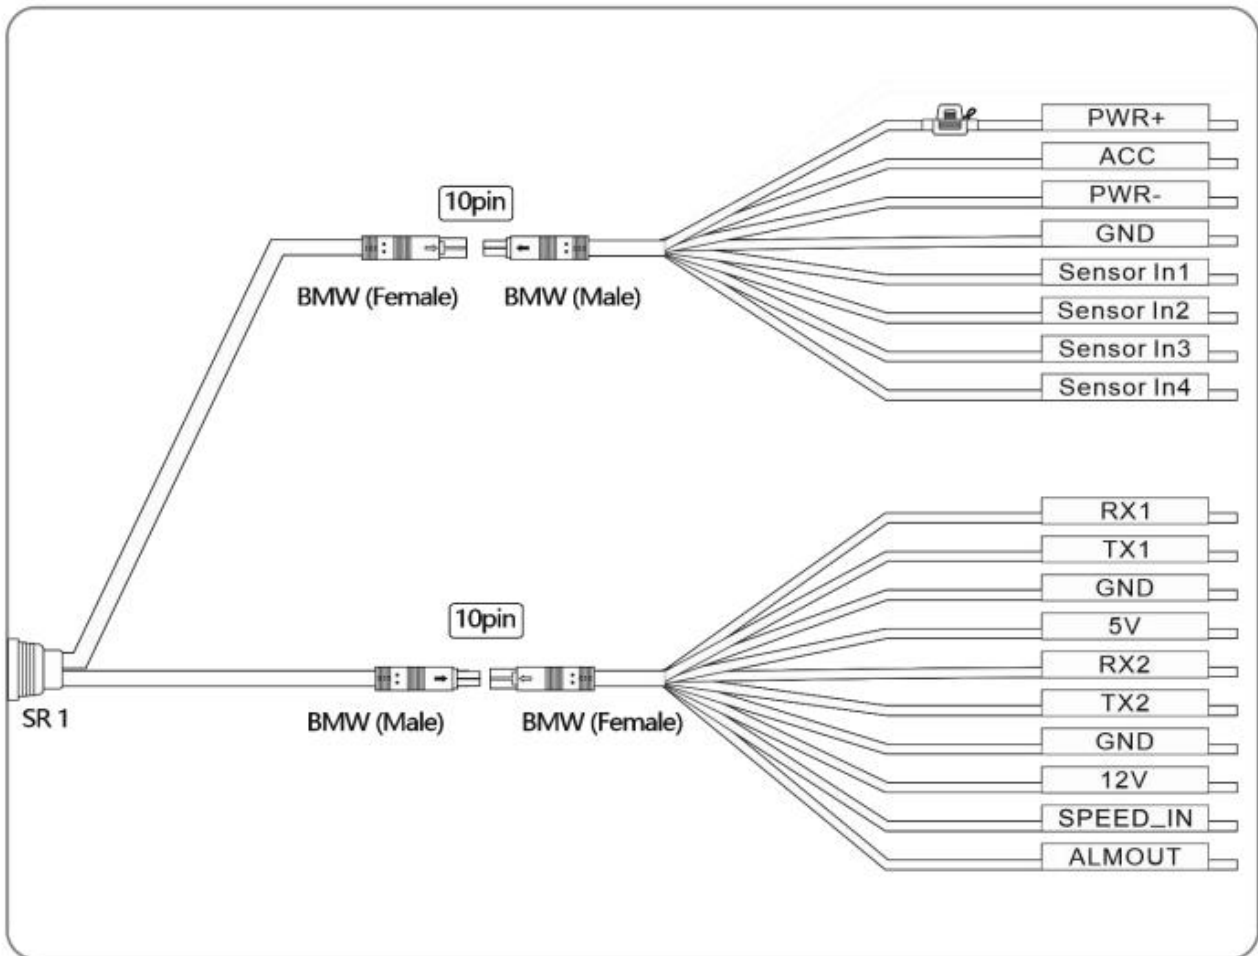 PWR+
ACC
PWR-
GND
Sensor In1
Sensor In2
Sensor In3
Sensor In4
10pin
BMW (Female)
BMW (Male)
RX1
TX1
GND
5V
RX2
TX2
GND
12V
SPEED_IN
ALMOUT
10pin
BMW (Male)
BMW (Female)
SR 1